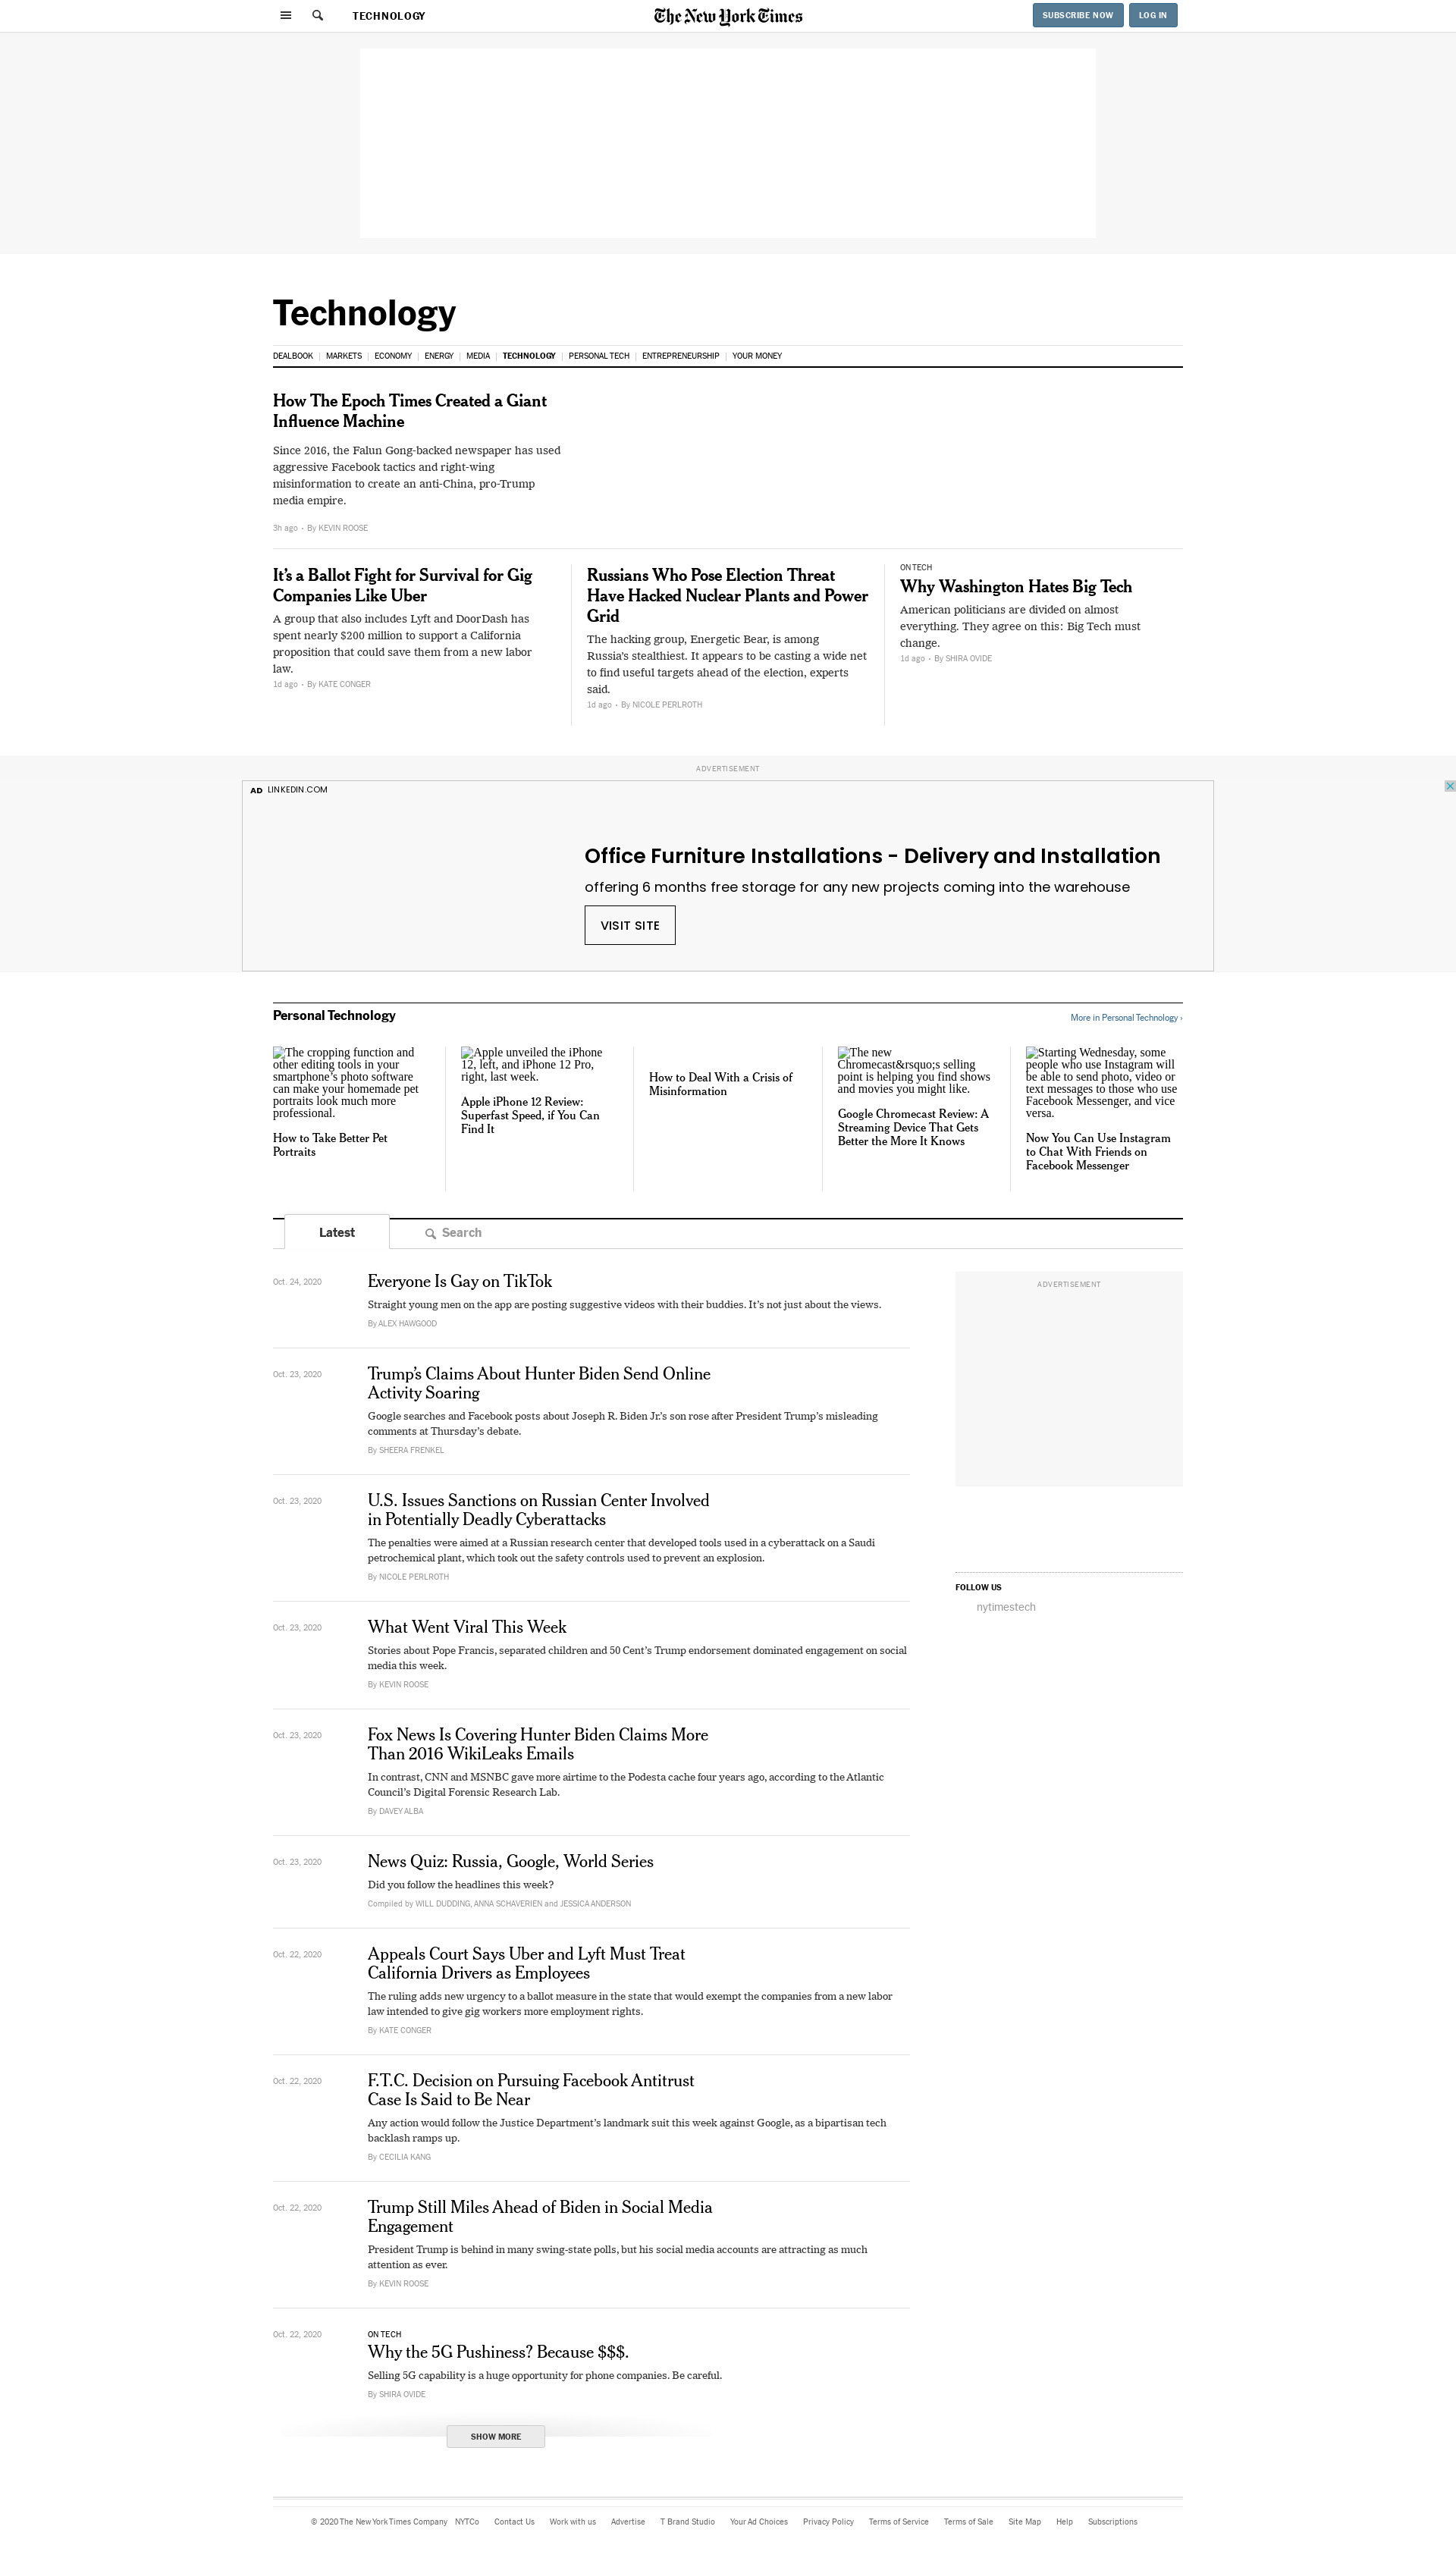 TECHNOLOGY
The New York Times
SUBSCRIBE NOW
LOG IN
Technology
DEALBOOK
MARKETS
ECONOMY
ENERGY
MEDIA
TECHNOLOGY
PERSONAL TECH
ENTREPRENEURSHIP
YOUR MONEY
How The Epoch Times Created a Giant
Influence Machine
Since 2016, the Falun Gong-backed newspaper has used
aggressive Facebook tactics and right-wing
misinformation to create an anti-China, pro-Trump
media empire.
3h ago • By KEVIN ROOSE
It’s a Ballot Fight for Survival for Gig
Companies Like Uber
A group that also includes Lyft and DoorDash has
spent nearly $200 million to support a California
proposition that could save them from a new labor
law.
1d ago • By KATE CONGER
Russians Who Pose Election Threat
Have Hacked Nuclear Plants and Power
Grid
The hacking group, Energetic Bear, is among
Russia’s stealthiest. It appears to be casting a wide net
to find useful targets ahead of the election, experts
said.
1d ago • By NICOLE PERLROTH
ON TECH
Why Washington Hates Big Tech
American politicians are divided on almost
everything. They agree on this: Big Tech must
change.
1d ago • By SHIRA OVIDE
ADVERTISEMENT
AD LINKEDIN.COM
Office Furniture Installations - Delivery and Installation
offering 6 months free storage for any new projects coming into the warehouse
VISIT SITE
Personal Technology
More in Personal Technology ›
The cropping function and
other editing tools in your
smartphone’s photo software
can make your homemade pet
portraits look much more
professional.
How to Take Better Pet
Portraits
Apple unveiled the iPhone
12, left, and iPhone 12 Pro,
right, last week.
Apple iPhone 12 Review:
Superfast Speed, if You Can
Find It
How to Deal With a Crisis of
Misinformation
The new
Chromecast&rsquo;s selling
point is helping you find shows
and movies you might like.
Google Chromecast Review: A
Streaming Device That Gets
Better the More It Knows
Starting Wednesday, some
people who use Instagram will
be able to send photo, video or
text messages to those who use
Facebook Messenger, and vice
versa.
Now You Can Use Instagram
to Chat With Friends on
Facebook Messenger
Latest
Search
Oct. 24, 2020
Everyone Is Gay on TikTok
Straight young men on the app are posting suggestive videos with their buddies. It’s not just about the views.
By ALEX HAWGOOD
ADVERTISEMENT
Oct. 23, 2020
Trump’s Claims About Hunter Biden Send Online
Activity Soaring
Google searches and Facebook posts about Joseph R. Biden Jr.’s son rose after President Trump’s misleading
comments at Thursday’s debate.
By SHEERA FRENKEL
Oct. 23, 2020
U.S. Issues Sanctions on Russian Center Involved
in Potentially Deadly Cyberattacks
The penalties were aimed at a Russian research center that developed tools used in a cyberattack on a Saudi
petrochemical plant, which took out the safety controls used to prevent an explosion.
By NICOLE PERLROTH
FOLLOW US
nytimestech
Oct. 23, 2020
What Went Viral This Week
Stories about Pope Francis, separated children and 50 Cent’s Trump endorsement dominated engagement on social
media this week.
By KEVIN ROOSE
Oct. 23, 2020
Fox News Is Covering Hunter Biden Claims More
Than 2016 WikiLeaks Emails
In contrast, CNN and MSNBC gave more airtime to the Podesta cache four years ago, according to the Atlantic
Council’s Digital Forensic Research Lab.
By DAVEY ALBA
Oct. 23, 2020
News Quiz: Russia, Google, World Series
Did you follow the headlines this week?
Compiled by WILL DUDDING, ANNA SCHAVERIEN and JESSICA ANDERSON
Oct. 22, 2020
Appeals Court Says Uber and Lyft Must Treat
California Drivers as Employees
The ruling adds new urgency to a ballot measure in the state that would exempt the companies from a new labor
law intended to give gig workers more employment rights.
By KATE CONGER
Oct. 22, 2020
F.T.C. Decision on Pursuing Facebook Antitrust
Case Is Said to Be Near
Any action would follow the Justice Department’s landmark suit this week against Google, as a bipartisan tech
backlash ramps up.
By CECILIA KANG
Oct. 22, 2020
Trump Still Miles Ahead of Biden in Social Media
Engagement
President Trump is behind in many swing-state polls, but his social media accounts are attracting as much
attention as ever.
By KEVIN ROOSE
Oct. 22, 2020
ON TECH
Why the 5G Pushiness? Because $$$.
Selling 5G capability is a huge opportunity for phone companies. Be careful.
By SHIRA OVIDE
SHOW MORE
© 2020 The New York Times Company NYTCo Contact Us Work with us Advertise T Brand Studio Your Ad Choices Privacy Policy Terms of Service Terms of Sale Site Map Help Subscriptions